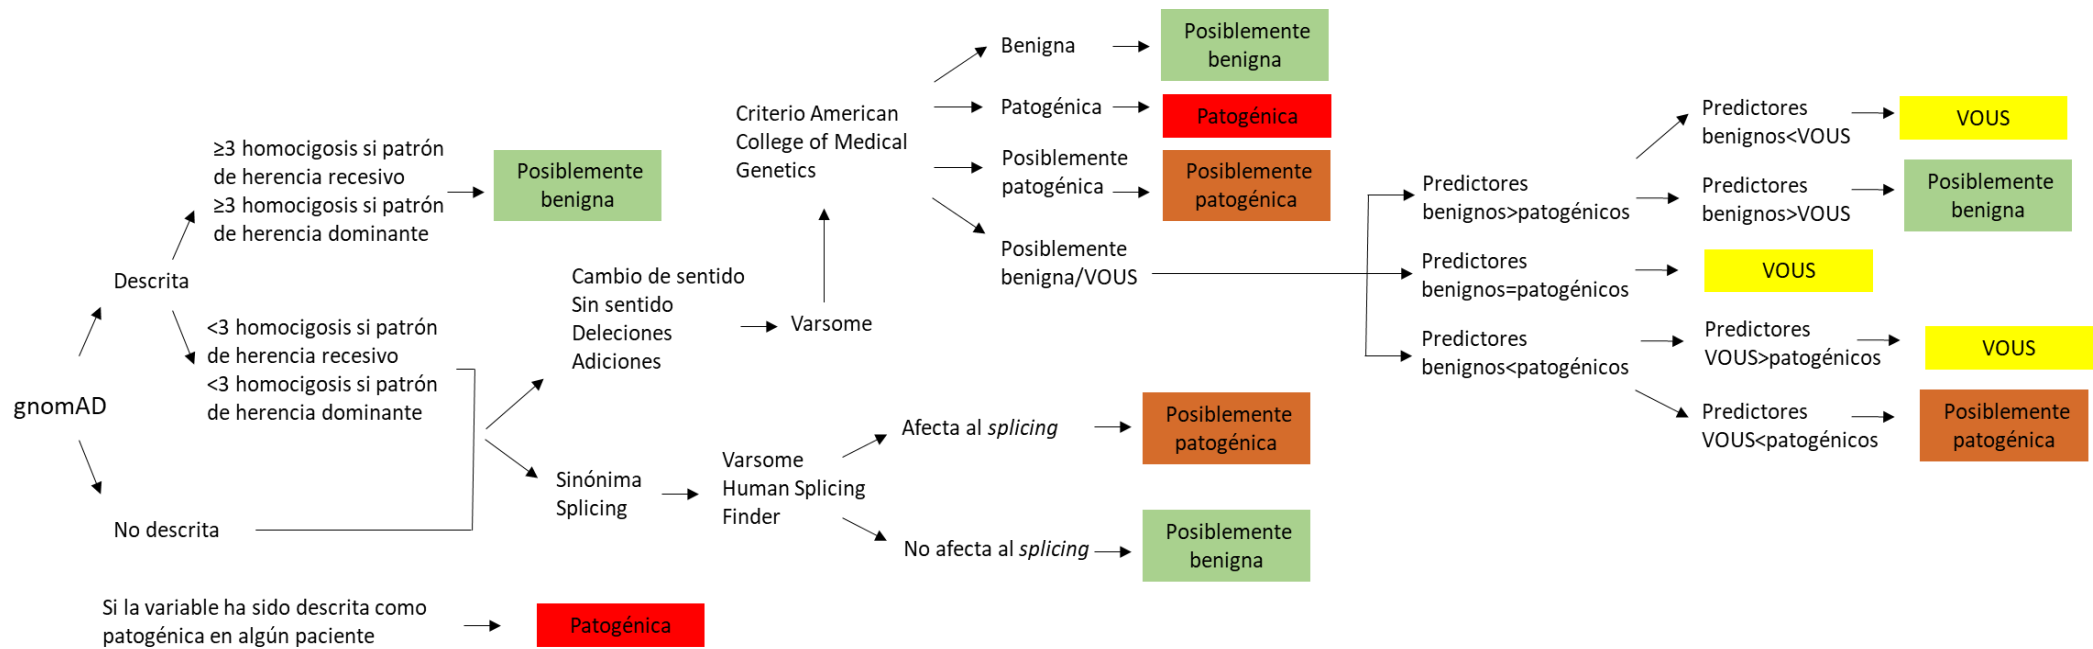 gnomAD
Descrita
≥3 homocigosis si patrón
de herencia recesivo
≥3 homocigosis si patrón
de herencia dominante
Posiblemente
benigna
<3 homocigosis si patrón
de herencia recesivo
<3 homocigosis si patrón
de herencia dominante
No descrita
Cambio de sentido
Sin sentido
Deleciones
Adiciones
Varsome
Criterio American
College of Medical
Genetics
Benigna
Posiblemente
benigna
Patogénica
Patogénica
Posiblemente
patogénica
Posiblemente
patogénica
Posiblemente
benigna/VOUS
Predictores
benignos>patogénicos
Predictores
benignos<VOUS
VOUS
Predictores
benignos>VOUS
Posiblemente
benigna
Predictores
benignos=patogénicos
VOUS
Predictores
benignos<patogénicos
Predictores
VOUS>patogénicos
VOUS
Predictores
VOUS<patogénicos
Posiblemente
patogénica
Sinónima
Splicing
Varsome
Human Splicing
Finder
Afecta al splicing
Posiblemente
patogénica
No afecta al splicing
Posiblemente
benigna
Si la variable ha sido descrita como
patogénica en algún paciente
Patogénica